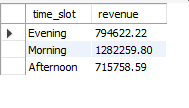 time_slot revenue
Evening 794622.22
Morning 1282259.80
Afternoon 715758.59